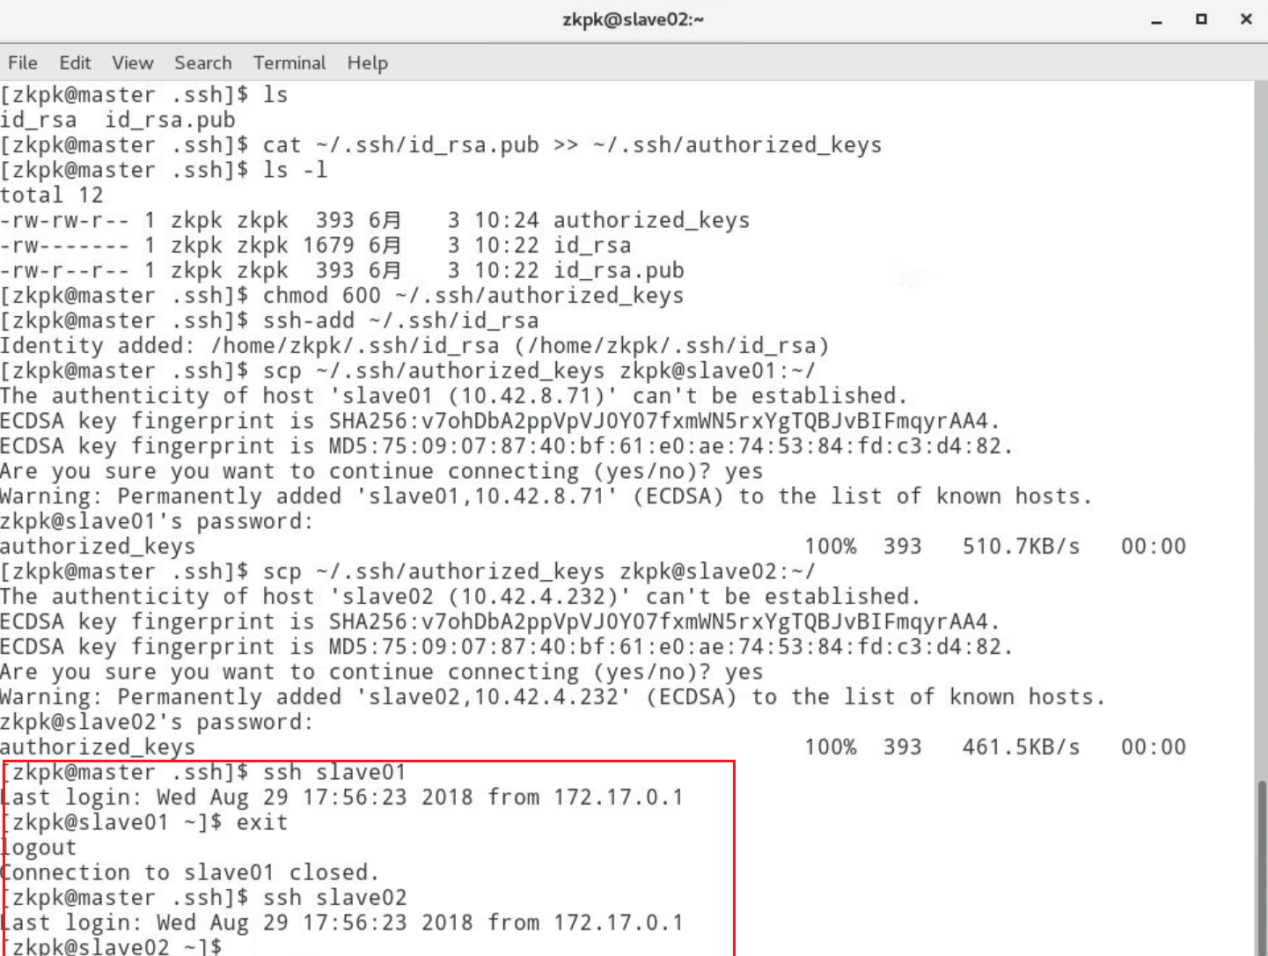 zkpk@slave02:~
File Edit View Search Terminal Help
[zkpk@master .ssh]$ ls
id_rsa  id_rsa.pub
[zkpk@master .ssh]$ cat ~/.ssh/id_rsa.pub >> ~/.ssh/authorized_keys
[zkpk@master .ssh]$ ls -l
total 12
-rw-rw-r-- 1 zkpk zkpk  393 6月   3 10:24 authorized_keys
-rw------- 1 zkpk zkpk 1679 6月   3 10:22 id_rsa
-rw-r--r-- 1 zkpk zkpk  393 6月   3 10:22 id_rsa.pub
[zkpk@master .ssh]$ chmod 600 ~/.ssh/authorized_keys
[zkpk@master .ssh]$ ssh-add ~/.ssh/id_rsa
Identity added: /home/zkpk/.ssh/id_rsa (/home/zkpk/.ssh/id_rsa)
[zkpk@master .ssh]$ scp ~/.ssh/authorized_keys zkpk@slave01:~/
The authenticity of host 'slave01 (10.42.8.71)' can't be established.
ECDSA key fingerprint is SHA256:v7ohDbA2ppVpVJ0Y07fxmWN5rxYgTQBJvBIFmqyrAA4.
ECDSA key fingerprint is MD5:75:09:07:87:40:bf:61:e0:ae:74:53:84:fd:c3:d4:82.
Are you sure you want to continue connecting (yes/no)? yes
Warning: Permanently added 'slave01,10.42.8.71' (ECDSA) to the list of known hosts.
zkpk@slave01's password:
authorized_keys                                100%  393   510.7KB/s   00:00
[zkpk@master .ssh]$ scp ~/.ssh/authorized_keys zkpk@slave02:~/
The authenticity of host 'slave02 (10.42.4.232)' can't be established.
ECDSA key fingerprint is SHA256:v7ohDbA2ppVpVJ0Y07fxmWN5rxYgTQBJvBIFmqyrAA4.
ECDSA key fingerprint is MD5:75:09:07:87:40:bf:61:e0:ae:74:53:84:fd:c3:d4:82.
Are you sure you want to continue connecting (yes/no)? yes
Warning: Permanently added 'slave02,10.42.4.232' (ECDSA) to the list of known hosts.
zkpk@slave02's password:
authorized_keys                                100%  393   461.5KB/s   00:00
[zkpk@master .ssh]$ ssh slave01
Last login: Wed Aug 29 17:56:23 2018 from 172.17.0.1
[zkpk@slave01 ~]$ exit
logout
Connection to slave01 closed.
[zkpk@master .ssh]$ ssh slave02
Last login: Wed Aug 29 17:56:23 2018 from 172.17.0.1
[zkpk@slave02 ~]$